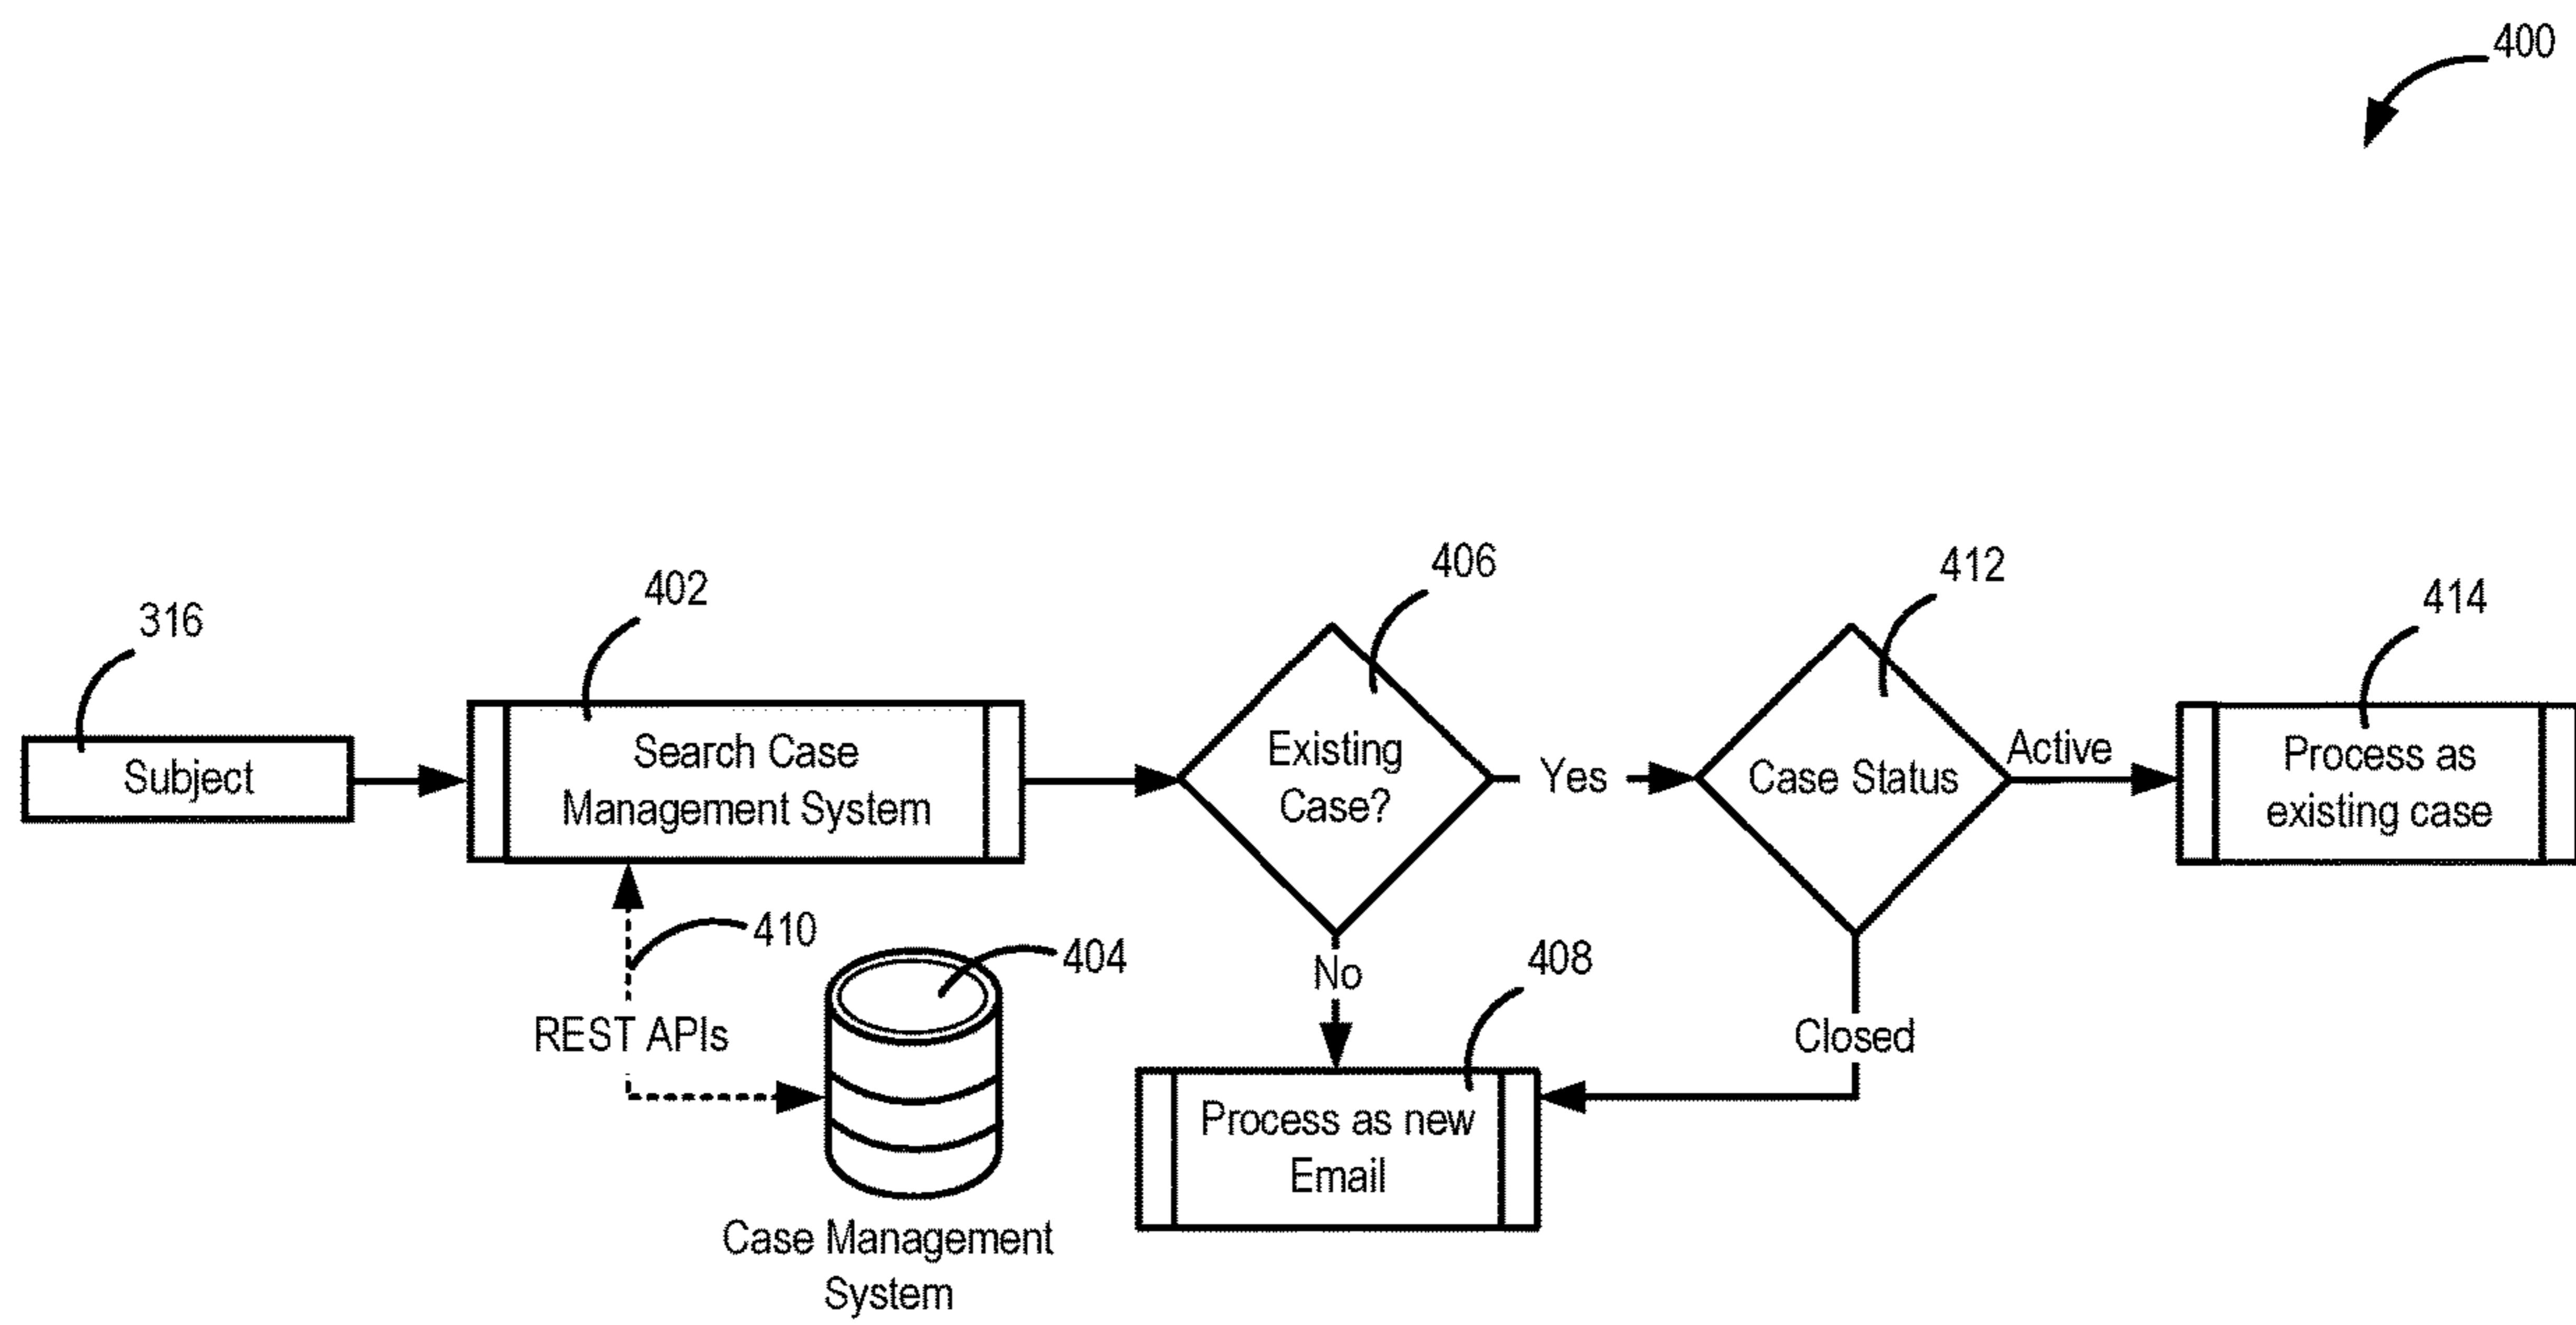 400
316
402
406
412
414
Subject
Search Case
Management System
Existing
Case?
Yes
Case Status
Active
Process as
existing case
410
404
REST APIs
No
408
Closed
Process as new
Email
Case Management
System